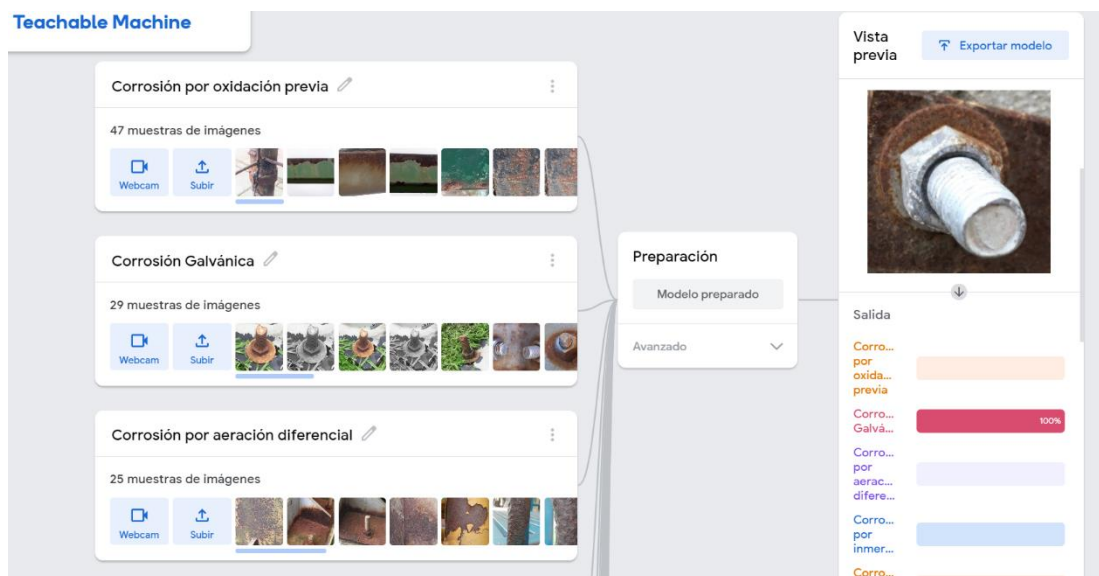 Teachable Machine
Corrosión por oxidación previa
47 muestras de imágenes
Webcam
Subir
Corrosión Galvánica
29 muestras de imágenes
Webcam
Subir
Corrosión por aeración diferencial
25 muestras de imágenes
Webcam
Subir
Preparación
Modelo preparado
Avanzado
Vista
previa
Exportar modelo
Salida
Corro...
por
oxida...
previa
Corro...
Galvá...
100%
Corro...
por
aerac...
difere...
Corro...
por
inmer...
Corro...